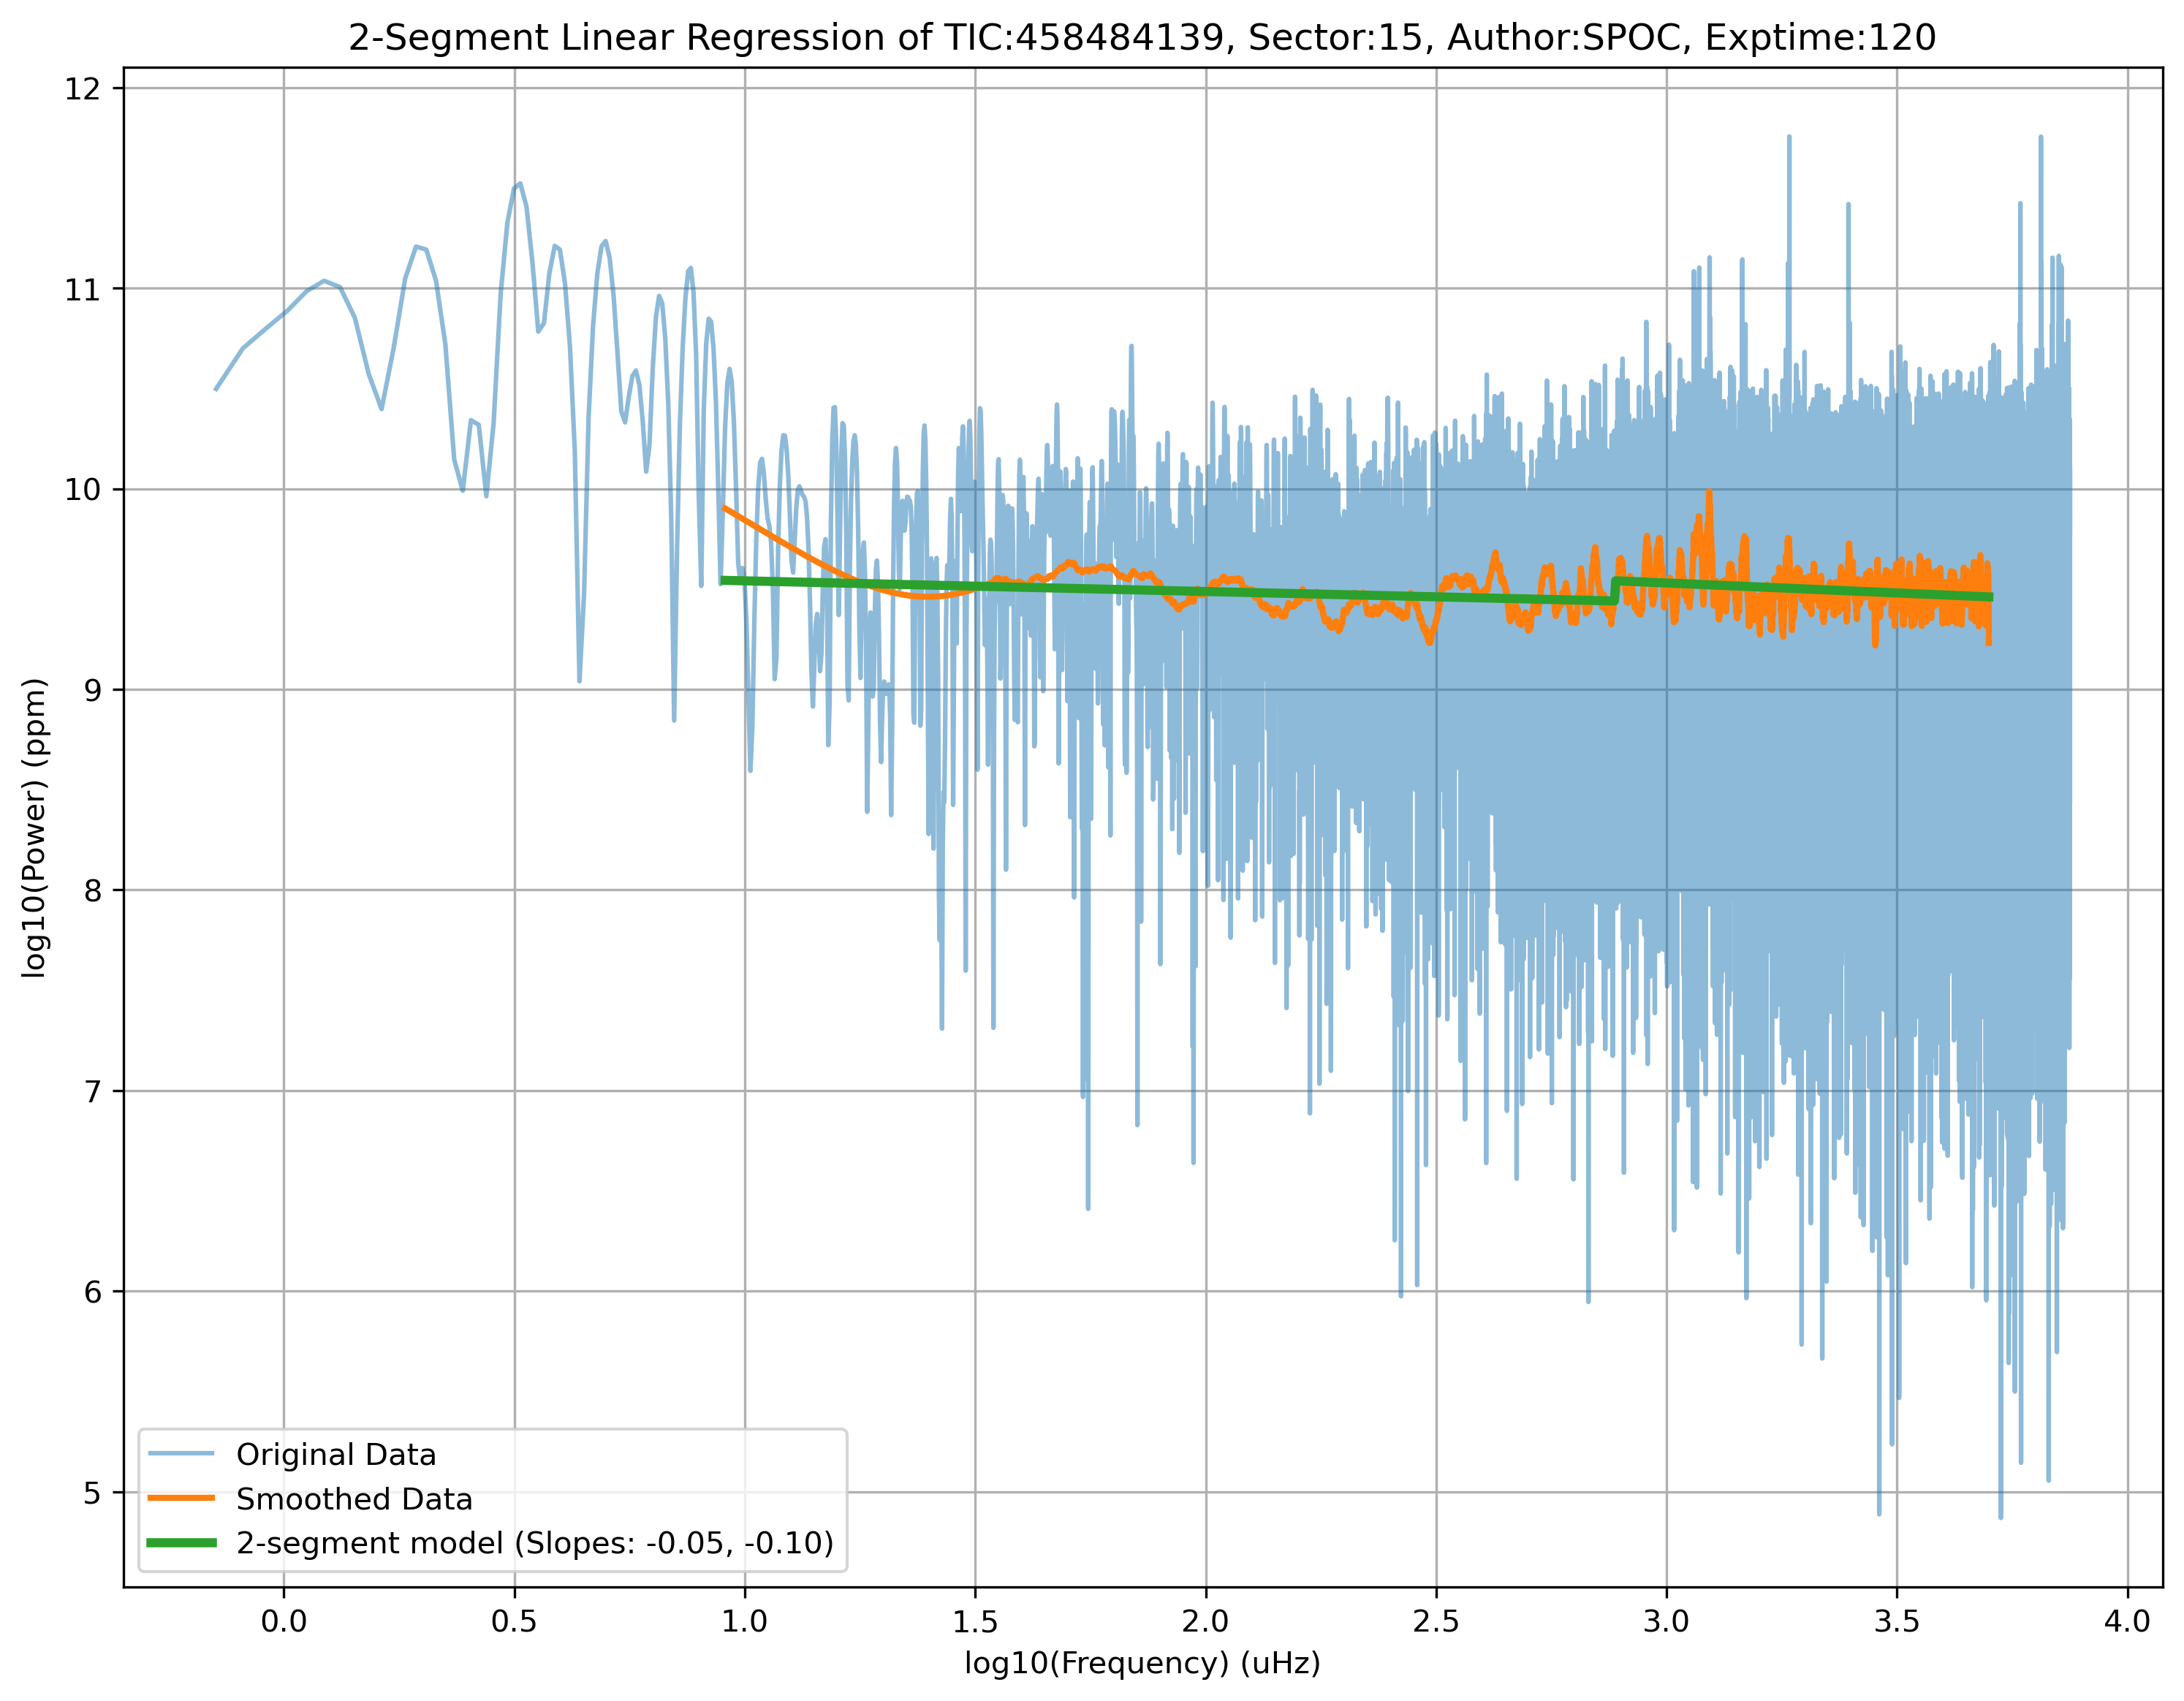 2-Segment Linear Regression of TIC:458484139, Sector:15, Author:SPOC, Exptime:120
log10(Power) (ppm)
12
11
10
9
8
7
6
5
Original Data
Smoothed Data
2-segment model (Slopes: -0.05, -0.10)
0.0 0.5 1.0 1.5 2.0 2.5 3.0 3.5 4.0
log10(Frequency) (uHz)